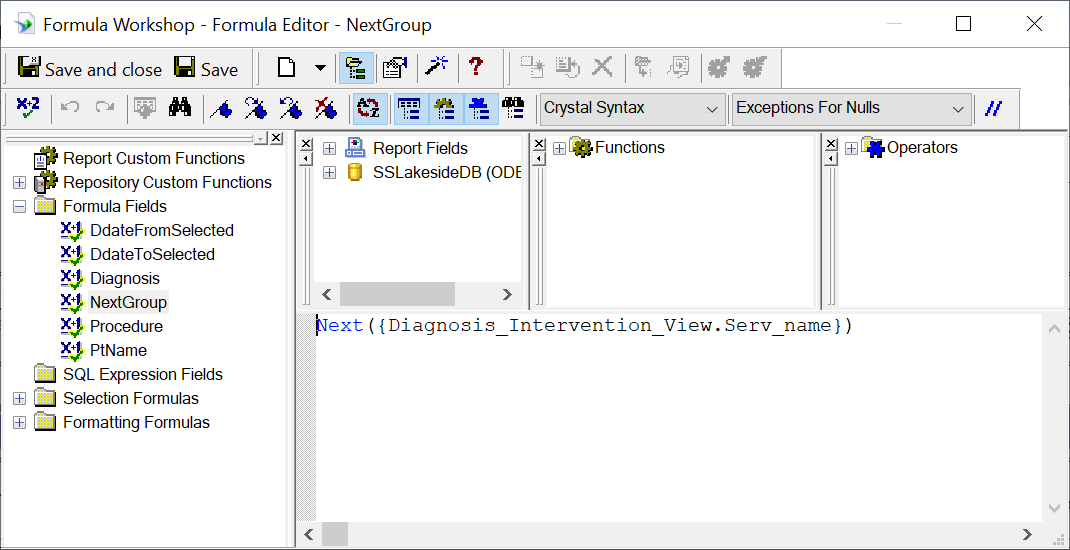 Formula Workshop - Formula Editor - NextGroup
Save and close Save
Crystal Syntax Exceptions For Nulls
Report Custom Functions
Repository Custom Functions
Formula Fields
DdateFromSelected
DdateToSelected
Diagnosis
NextGroup
Procedure
PtName
SQL Expression Fields
Selection Formulas
Formatting Formulas
Report Fields
SSLakesideDB (ODB
Functions
Operators
Next({Diagnosis_Intervention_View.Serv_name})